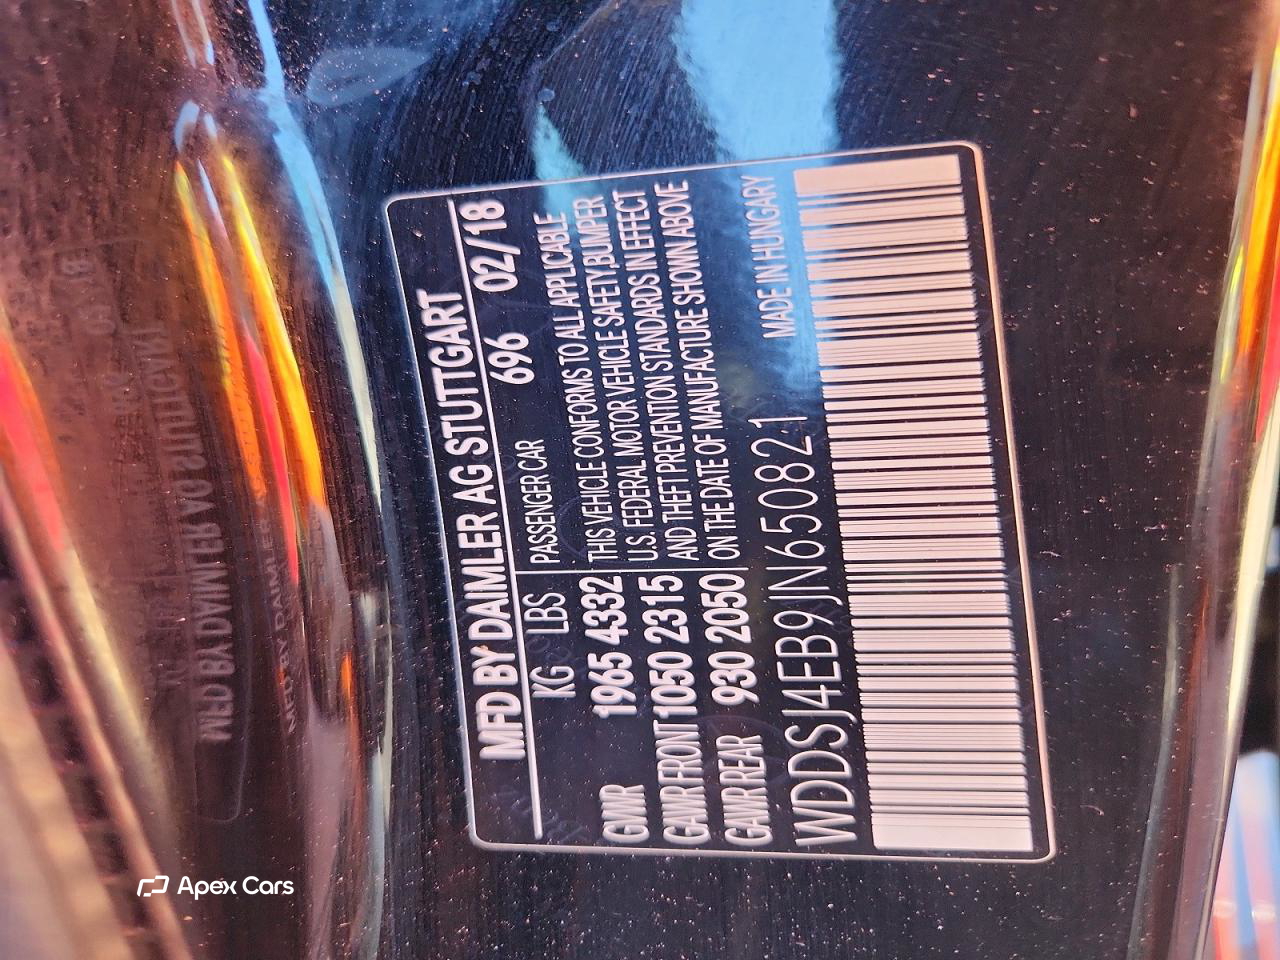 MFD BY DAIMLER AG STUTTGART
KG LBS PASSENGER CAR 696 02/18
GVWR 1965 4332 THIS VEHICLE CONFORMS TO ALL APPLICABLE
U.S. FEDERAL MOTOR VEHICLE SAFETY,BUMPER
GAWR FRONT 1050 2315 AND THEFT PREVENTION STANDARDS IN EFFECT
GAWR REAR 930 2050 ON THE DATE OF MANUFACTURE SHOWN ABOVE
WDDSJ4EB9JN650821 MADE IN HUNGARY
Apex Cars